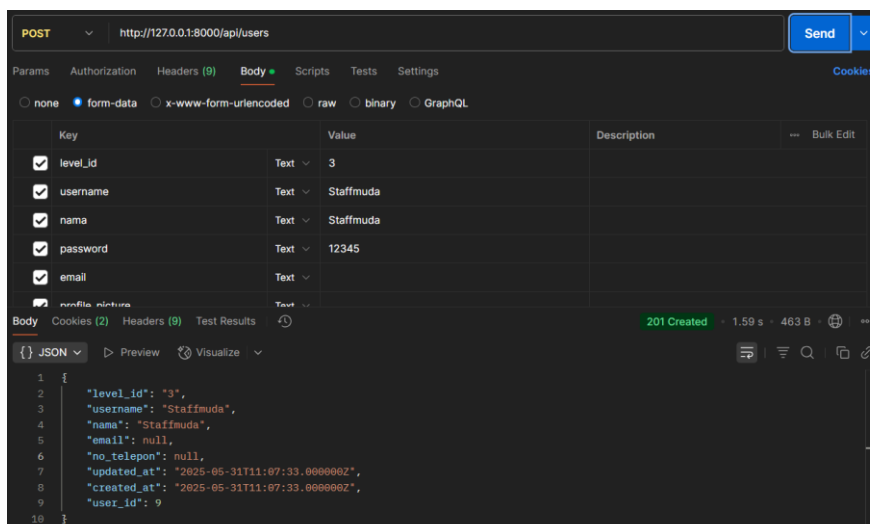 POST http://127.0.0.1:8000/api/users Send
Params Authorization Headers (9) Body Scripts Tests Settings Cookies
none form-data x-www-form-urlencoded raw binary GraphQL
Key Value Description Bulk Edit
level_id Text 3
username Text Staffmuda
nama Text Staffmuda
password Text 12345
email Text
profile_picture Text
Body Cookies (2) Headers (9) Test Results 201 Created 1.59 s 463 B
{} JSON Preview Visualize
1 {
2 "level_id": "3",
3 "username": "Staffmuda",
4 "nama": "Staffmuda",
5 "email": null,
6 "no_telepon": null,
7 "updated_at": "2025-05-31T11:07:33.000000Z",
8 "created_at": "2025-05-31T11:07:33.000000Z",
9 "user_id": 9
10 }